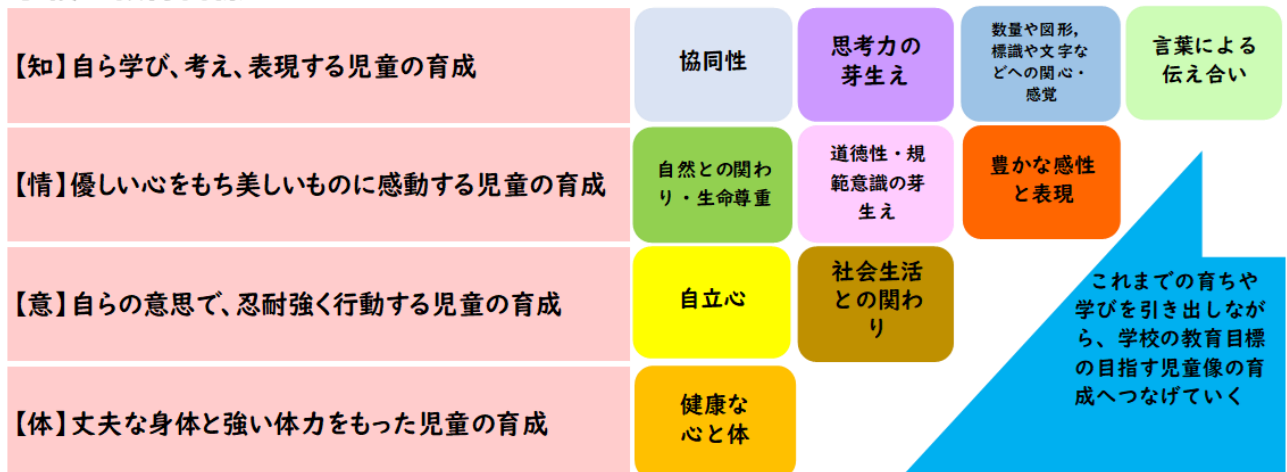 【知】自ら学び、考え、表現する児童の育成
協同性
思考力の
芽生え
数量や図形,
標識や文字な
どへの関心・
感覚
言葉による
伝え合い
【情】優しい心をもち美しいものに感動する児童の育成
自然との関わ
り・生命尊重
道徳性・規
範意識の芽
生え
豊かな感性
と表現
【意】自らの意思で、忍耐強く行動する児童の育成
自立心
社会生活
との関わ
り
【体】丈夫な身体と強い体力をもった児童の育成
健康な
心と体
これまでの育ちや
学びを引き出しなが
ら、学校の教育目標
の目指す児童像の育
成へつなげていく